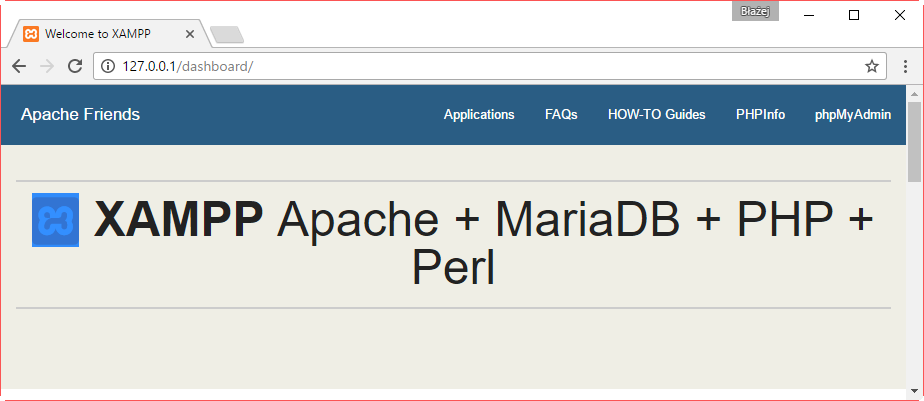 Błażej
Welcome to XAMPP
127.0.0.1/dashboard/
Apache Friends Applications FAQs HOW-TO Guides PHPInfo phpMyAdmin
XAMPP Apache + MariaDB + PHP +
Perl